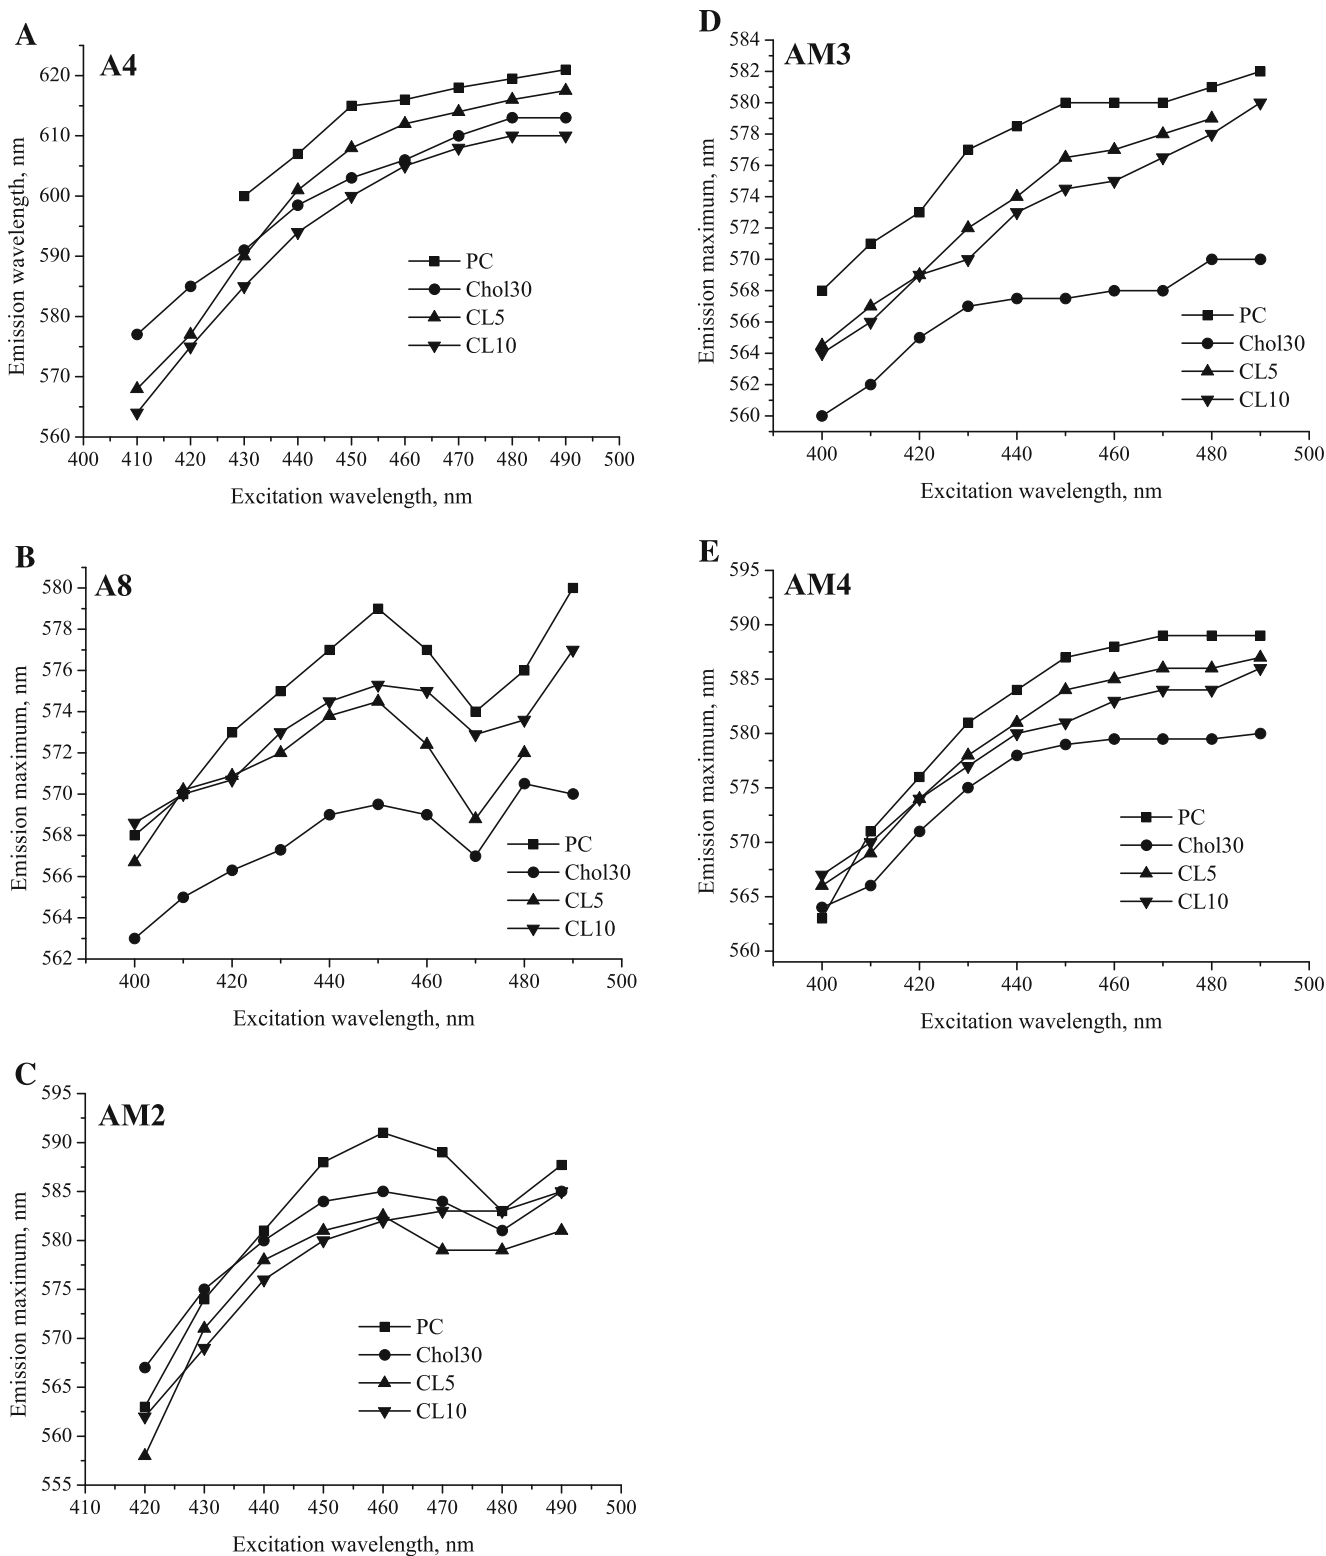 A
A4
620
610
600
590
580
570
560
400 410 420 430 440 450 460 470 480 490 500
Emission wavelength, nm
Excitation wavelength, nm
PC
Chol30
CL5
CL10
B
A8
580
578
576
574
572
570
568
566
564
562
400 420 440 460 480 500
Emission maximum, nm
Excitation wavelength, nm
PC
Chol30
CL5
CL10
C
AM2
595
590
585
580
575
570
565
560
555
410 420 430 440 450 460 470 480 490 500
Emission maximum, nm
Excitation wavelength, nm
PC
Chol30
CL5
CL10
D
AM3
584
582
580
578
576
574
572
570
568
566
564
562
560
400 420 440 460 480 500
Emission maximum, nm
Excitation wavelength, nm
PC
Chol30
CL5
CL10
E
AM4
595
590
585
580
575
570
565
560
400 420 440 460 480 500
Emission maximum, nm
Excitation wavelength, nm
PC
Chol30
CL5
CL10